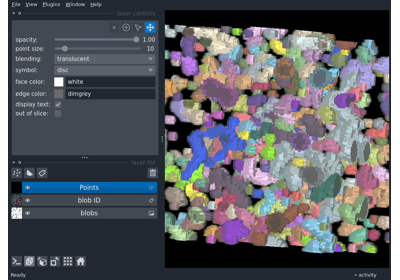 File View Plugins Window Help
layer controls
opacity: 1.00
point size: 10
blending: translucent
symbol: disc
face color: white
edge color: dimgrey
display text:
out of slice:
layer list
Points
blob ID
blobs
Ready
activity